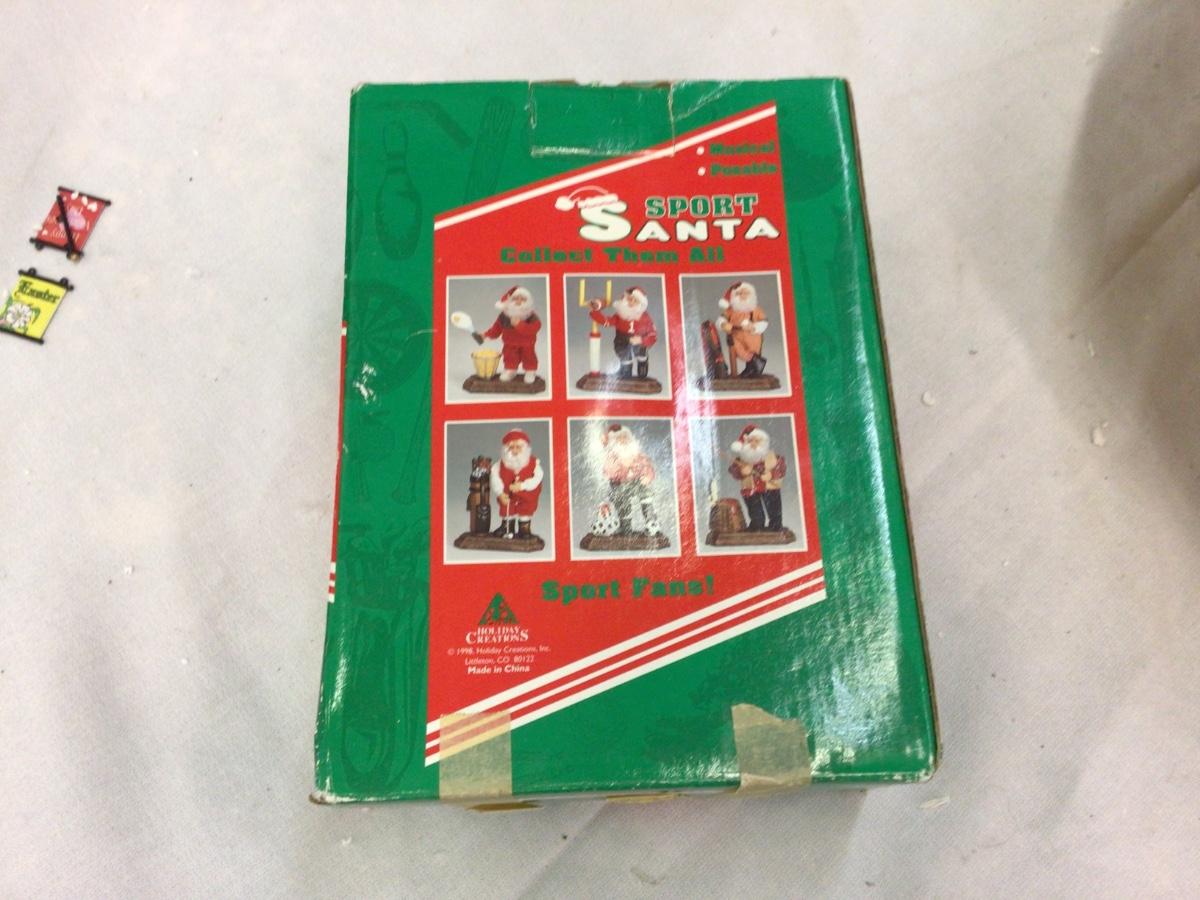 • Musical
• Posable
SPORT
SANTA
Collect Them All
1
Sport Fans!
HOLIDAY
CREATIONS
© 1998. Holiday Creations, Inc.
Littleton, CO 80122
Made in China
Easter